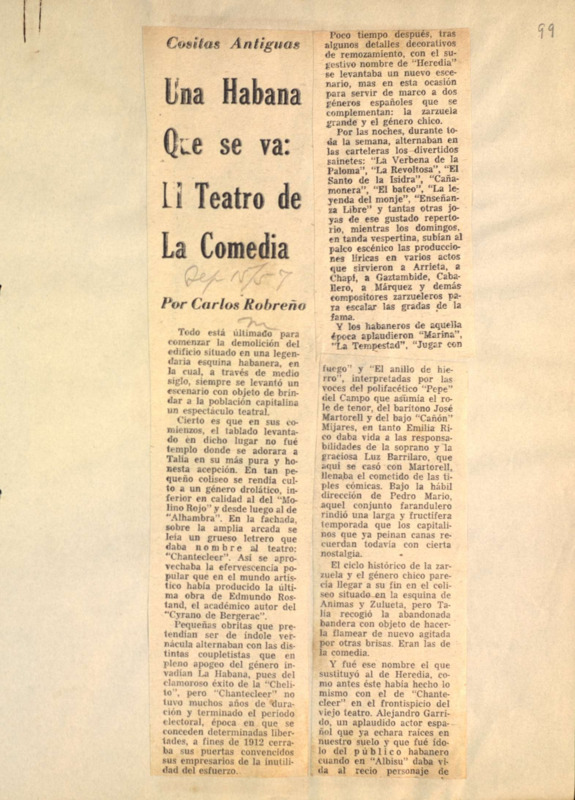 99
Cositas Antiguas
Una Habana
Que se va:
El Teatro de
La Comedia
Sep 15/57
Por Carlos Robreño
m
Todo está últimado para
comenzar la demolición del
edificio situado en una legen-
daria esquina habanera, en
la cual, a través de medio
siglo, siempre se levantó un
escenario con objeto de brin-
dar a la población capitalina
un espectáculo teatral.
Cierto es que en sus co-
mienzos, el tablado levanta-
do en dicho lugar no fué
templo donde se adorara a
Talía en su más pura y ho-
nesta acepción. En tan pe-
queño coliseo se rendía cul-
to a un género drolático, in-
ferior en calidad al del "Mo-
lino Rojo" y desde luego al de
"Alhambra". En la fachada,
sobre la amplia arcada se
leía un grueso letrero que
daba nombre al teatro:
"Chantecleer". Así se apro-
vechaba la efervescencia po-
pular que en el mundo artís-
tico había producido la últi-
ma obra de Edmundo Ros-
tand, el académico autor del
"Cyrano de Bergerac".
Pequeñas obritas que pre-
tendían ser de índole ver-
nácula alternaban con las dis-
tintas coupletistas que en
pleno apogeo del género in-
vadían La Habana, pues del
clamoroso éxito de la "Cheli-
to", pero "Chantecleer" no
tuvo muchos años de dura-
ción y terminado el período
electoral, época en que se
conceden determinadas liber-
tades, a fines de 1912 cerra-
ba sus puertas convencidos
sus empresarios de la inutili-
dad del esfuerzo.
Poco tiempo después, tras
algunos detalles decorativos
de remozamiento, con el su-
gestivo nombre de "Heredia"
se levantaba un nuevo esce-
nario, mas en esta ocasión
para servir de marco a dos
géneros españoles que se
complementan: la zarzuela
grande y el género chico.
Por las noches, durante to-
da la semana, alternaban en
las carteleras los divertidos
sainetes: "La Verbena de la
Paloma", "La Revoltosa", "El
Santo de la Isidra", "Caña-
monera", "El bateo", "La le-
yenda del monje", "Enseñan-
za Libre" y tantas otras jo-
yas de ese gustado reperto-
rio, mientras los domingos,
en tanda vespertina, subían al
palco escénico las produccio-
nes líricas en varios actos
que sirvieron a Arrieta, a
Chapí, a Gaztambide, Caba-
llero, a Márquez y demás
compositores zarzueleros pa-
ra escalar las gradas de la
fama.
Y los habaneros de aquella
época aplaudieron "Marina",
"La Tempestad", "Jugar con
fuego" y "El anillo de hie-
rro", interpretadas por las
voces del polifacético "Pepe"
del Campo que asumía el ro-
le de tenor, del barítono José
Martorell y del bajo "Cañón"
Mijares, en tanto Emilia Ri-
co daba vida a las responsa-
bilidades de la soprano y la
graciosa Luz Barrilaro, que
aquí se casó con Martorell,
llenaba el cometido de las ti-
ples cómicas. Bajo la hábil
dirección de Pedro Mario,
aquel conjunto farandulero
rindió una larga y fructífera
temporada que los capitali-
nos que ya peinan canas re-
cuerdan todavía con cierta
nostalgia.
El ciclo histórico de la zar-
zuela y el género chico pare-
cía llegar a su fin en el coli-
seo situado en la esquina de
Animas y Zulueta, pero Ta-
lía recogió la abandonada
bandera con objeto de hacer-
la flamear de nuevo agitada
por otras brisas. Eran las de
la comedia.
Y fué ese nombre el que
sustituyó al de Heredia, co-
mo antes éste había hecho lo
mismo con el de "Chante-
cleer" en el frontispicio del
viejo teatro. Alejandro Garri-
do, un aplaudido actor espa-
ñol que ya echara raíces en
nuestro suelo y que fué ído-
lo del público habanero
cuando en "Albisu" daba vi-
da al recio personaje de